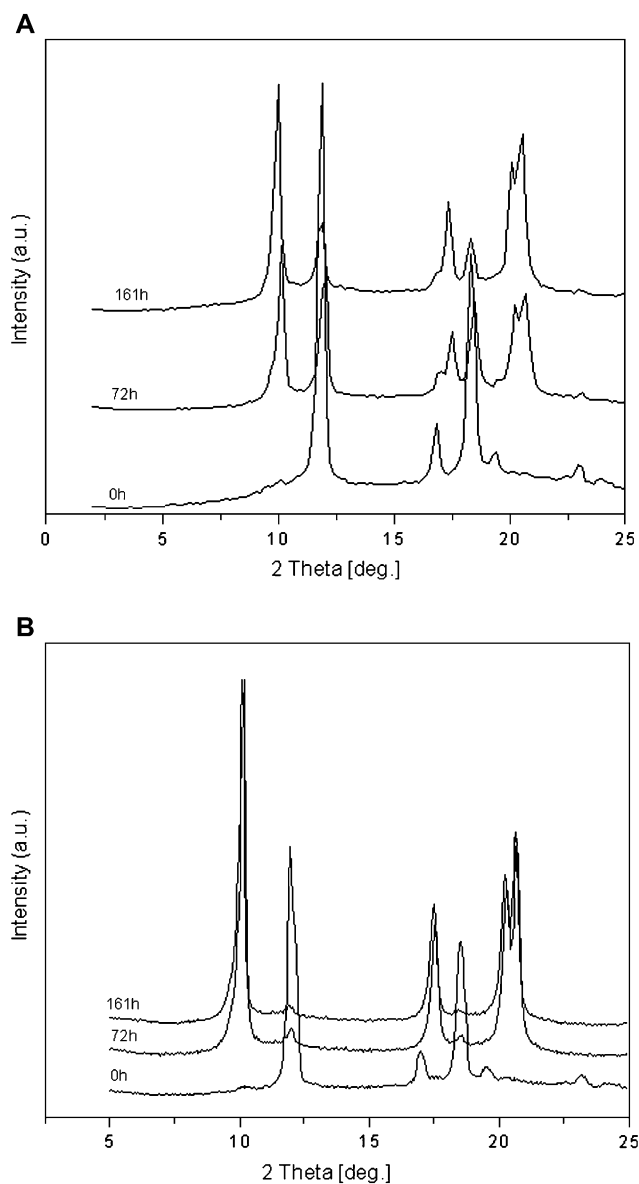 A
Intensity (a.u.)
161h
72h
0h
0 5 10 15 20 25
2 Theta [deg.]
B
Intensity (a.u.)
161h
72h
0h
5 10 15 20 25
2 Theta [deg.]